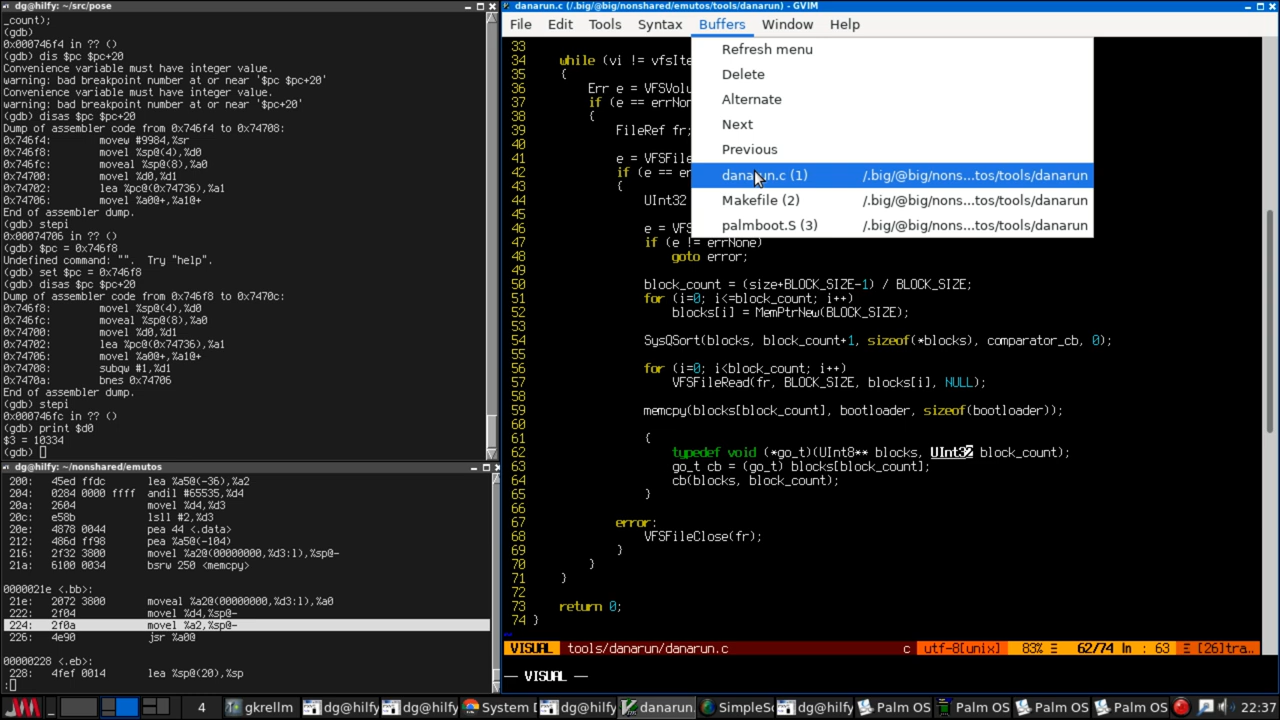 dg@hilfy: ~/src/pose
_count);
(gdb)
0x000746f4 in ?? ()
(gdb) dis $pc $pc+20
Convenience variable must have integer value.
warning: bad breakpoint number at or near '$pc $pc+20'
Convenience variable must have integer value.
warning: bad breakpoint number at or near '$pc+20'
(gdb) disas $pc $pc+20
Dump of assembler code from 0x746f4 to 0x74708:
0x746f4: movew #9984,%sr
0x746f8: movel %sp@(4),%d0
0x746fc: moveal %sp@(8),%a0
0x74700: movel %d0,%d1
0x74702: lea %pc@(0x74736),%a1
0x74706: movel %a0@+,%a1@+
End of assembler dump.
(gdb) stepi
0x00074706 in ?? ()
(gdb) $pc = 0x746f8
Undefined command: "". Try "help".
(gdb) set $pc = 0x746f8
(gdb) disas $pc $pc+20
Dump of assembler code from 0x746f8 to 0x7470c:
0x746f8: movel %sp@(4),%d0
0x746fc: moveal %sp@(8),%a0
0x74700: movel %d0,%d1
0x74702: lea %pc@(0x74736),%a1
0x74706: movel %a0@+,%a1@+
0x74708: subqw #1,%d1
0x7470a: bnes 0x74706
End of assembler dump.
(gdb) stepi
0x000746fc in ?? ()
(gdb) print $d0
$3 = 10334
(gdb)
dg@hilfy: ~/nonshared/emutos
200: 45ed ffdc lea %a5@(-36),%a2
204: 0284 0000 ffff andil #65535,%d4
20a: 2604 movel %d4,%d3
20c: e58b lsll #2,%d3
20e: 4878 0044 pea 44 <.data>
212: 486d ff98 pea %a5@(-104)
216: 2f32 3800 movel %a2@(00000000,%d3:l),%sp@-
21a: 6100 0034 bsrw 250 <memcpy>
0000021e <.bb>:
21e: 2072 3800 moveal %a2@(00000000,%d3:l),%a0
222: 2f04 movel %d4,%sp@-
224: 2f0a movel %a2,%sp@-
226: 4e90 jsr %a0@
00000228 <.eb>:
228: 4fef 0014 lea %sp@(20),%sp
:
danarun.c (/.big/@big/nonshared/emutos/tools/danarun) - GVIM
File Edit Tools Syntax Buffers Window Help
Refresh menu
Delete
Alternate
Next
Previous
danarun.c (1) /.big/@big/nons...tos/tools/danarun
Makefile (2) /.big/@big/nons...tos/tools/danarun
palmboot.S (3) /.big/@big/nons...tos/tools/danarun
33
34 while (vi != vfsIte
35 {
36 Err e = VFSVolu
37 if (e == errNon
38 {
39 FileRef fr;
40
41 e = VFSFile
42 if (e == er
43 {
44 UInt32
45
46 e = VFS
47 if (e != errNone)
48 goto error;
49
50 block_count = (size+BLOCK_SIZE-1) / BLOCK_SIZE;
51 for (i=0; i<=block_count; i++)
52 blocks[i] = MemPtrNew(BLOCK_SIZE);
53
54 SysQSort(blocks, block_count+1, sizeof(*blocks), comparator_cb, 0);
55
56 for (i=0; i<block_count; i++)
57 VFSFileRead(fr, BLOCK_SIZE, blocks[i], NULL);
58
59 memcpy(blocks[block_count], bootloader, sizeof(bootloader));
60
61 {
62 typedef void (*go_t)(UInt8** blocks, UInt32 block_count);
63 go_t cb = (go_t) blocks[block_count];
64 cb(blocks, block_count);
65 }
66
67 error:
68 VFSFileClose(fr);
69 }
70 }
71 }
72
73 return 0;
74 }
~
VISUAL tools/danarun/danarun.c c utf-8[unix] 83% Ξ 62/74 ln : 63 Ξ [26]tra..
-- VISUAL --
4 gkrellm dg@hilfy dg@hilfy System dg@hilfy danarun. SimpleS Palm OS Palm OS Palm OS Palm OS 22:37